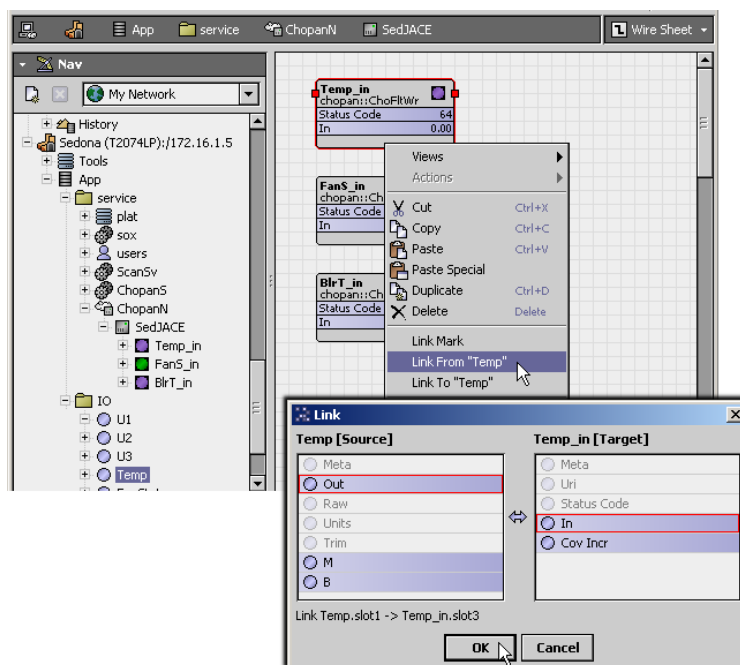 App service ChopanN SedJACE Wire Sheet
Nav
My Network
History
Sedona (T2074LP):/172.16.1.5
Tools
App
service
plat
sox
users
ScanSv
ChopanS
ChopanN
SedJACE
Temp_in
FanS_in
BlrT_in
IO
U1
U2
U3
Temp
Temp_in
chopan::ChoFltWr
Status Code 64
In 0.00
FanS_in
chopan::Ch
Status Code
In
BlrT_in
chopan::Ch
Status Code
In
Views
Actions
Cut Ctrl+X
Copy Ctrl+C
Paste Ctrl+V
Paste Special
Duplicate Ctrl+D
Delete Delete
Link Mark
Link From "Temp"
Link To "Temp"
Link
Temp [Source]
Meta
Out
Raw
Units
Trim
M
B
Temp_in [Target]
Meta
Uri
Status Code
In
Cov Incr
Link Temp.slot1 -> Temp_in.slot3
OK Cancel